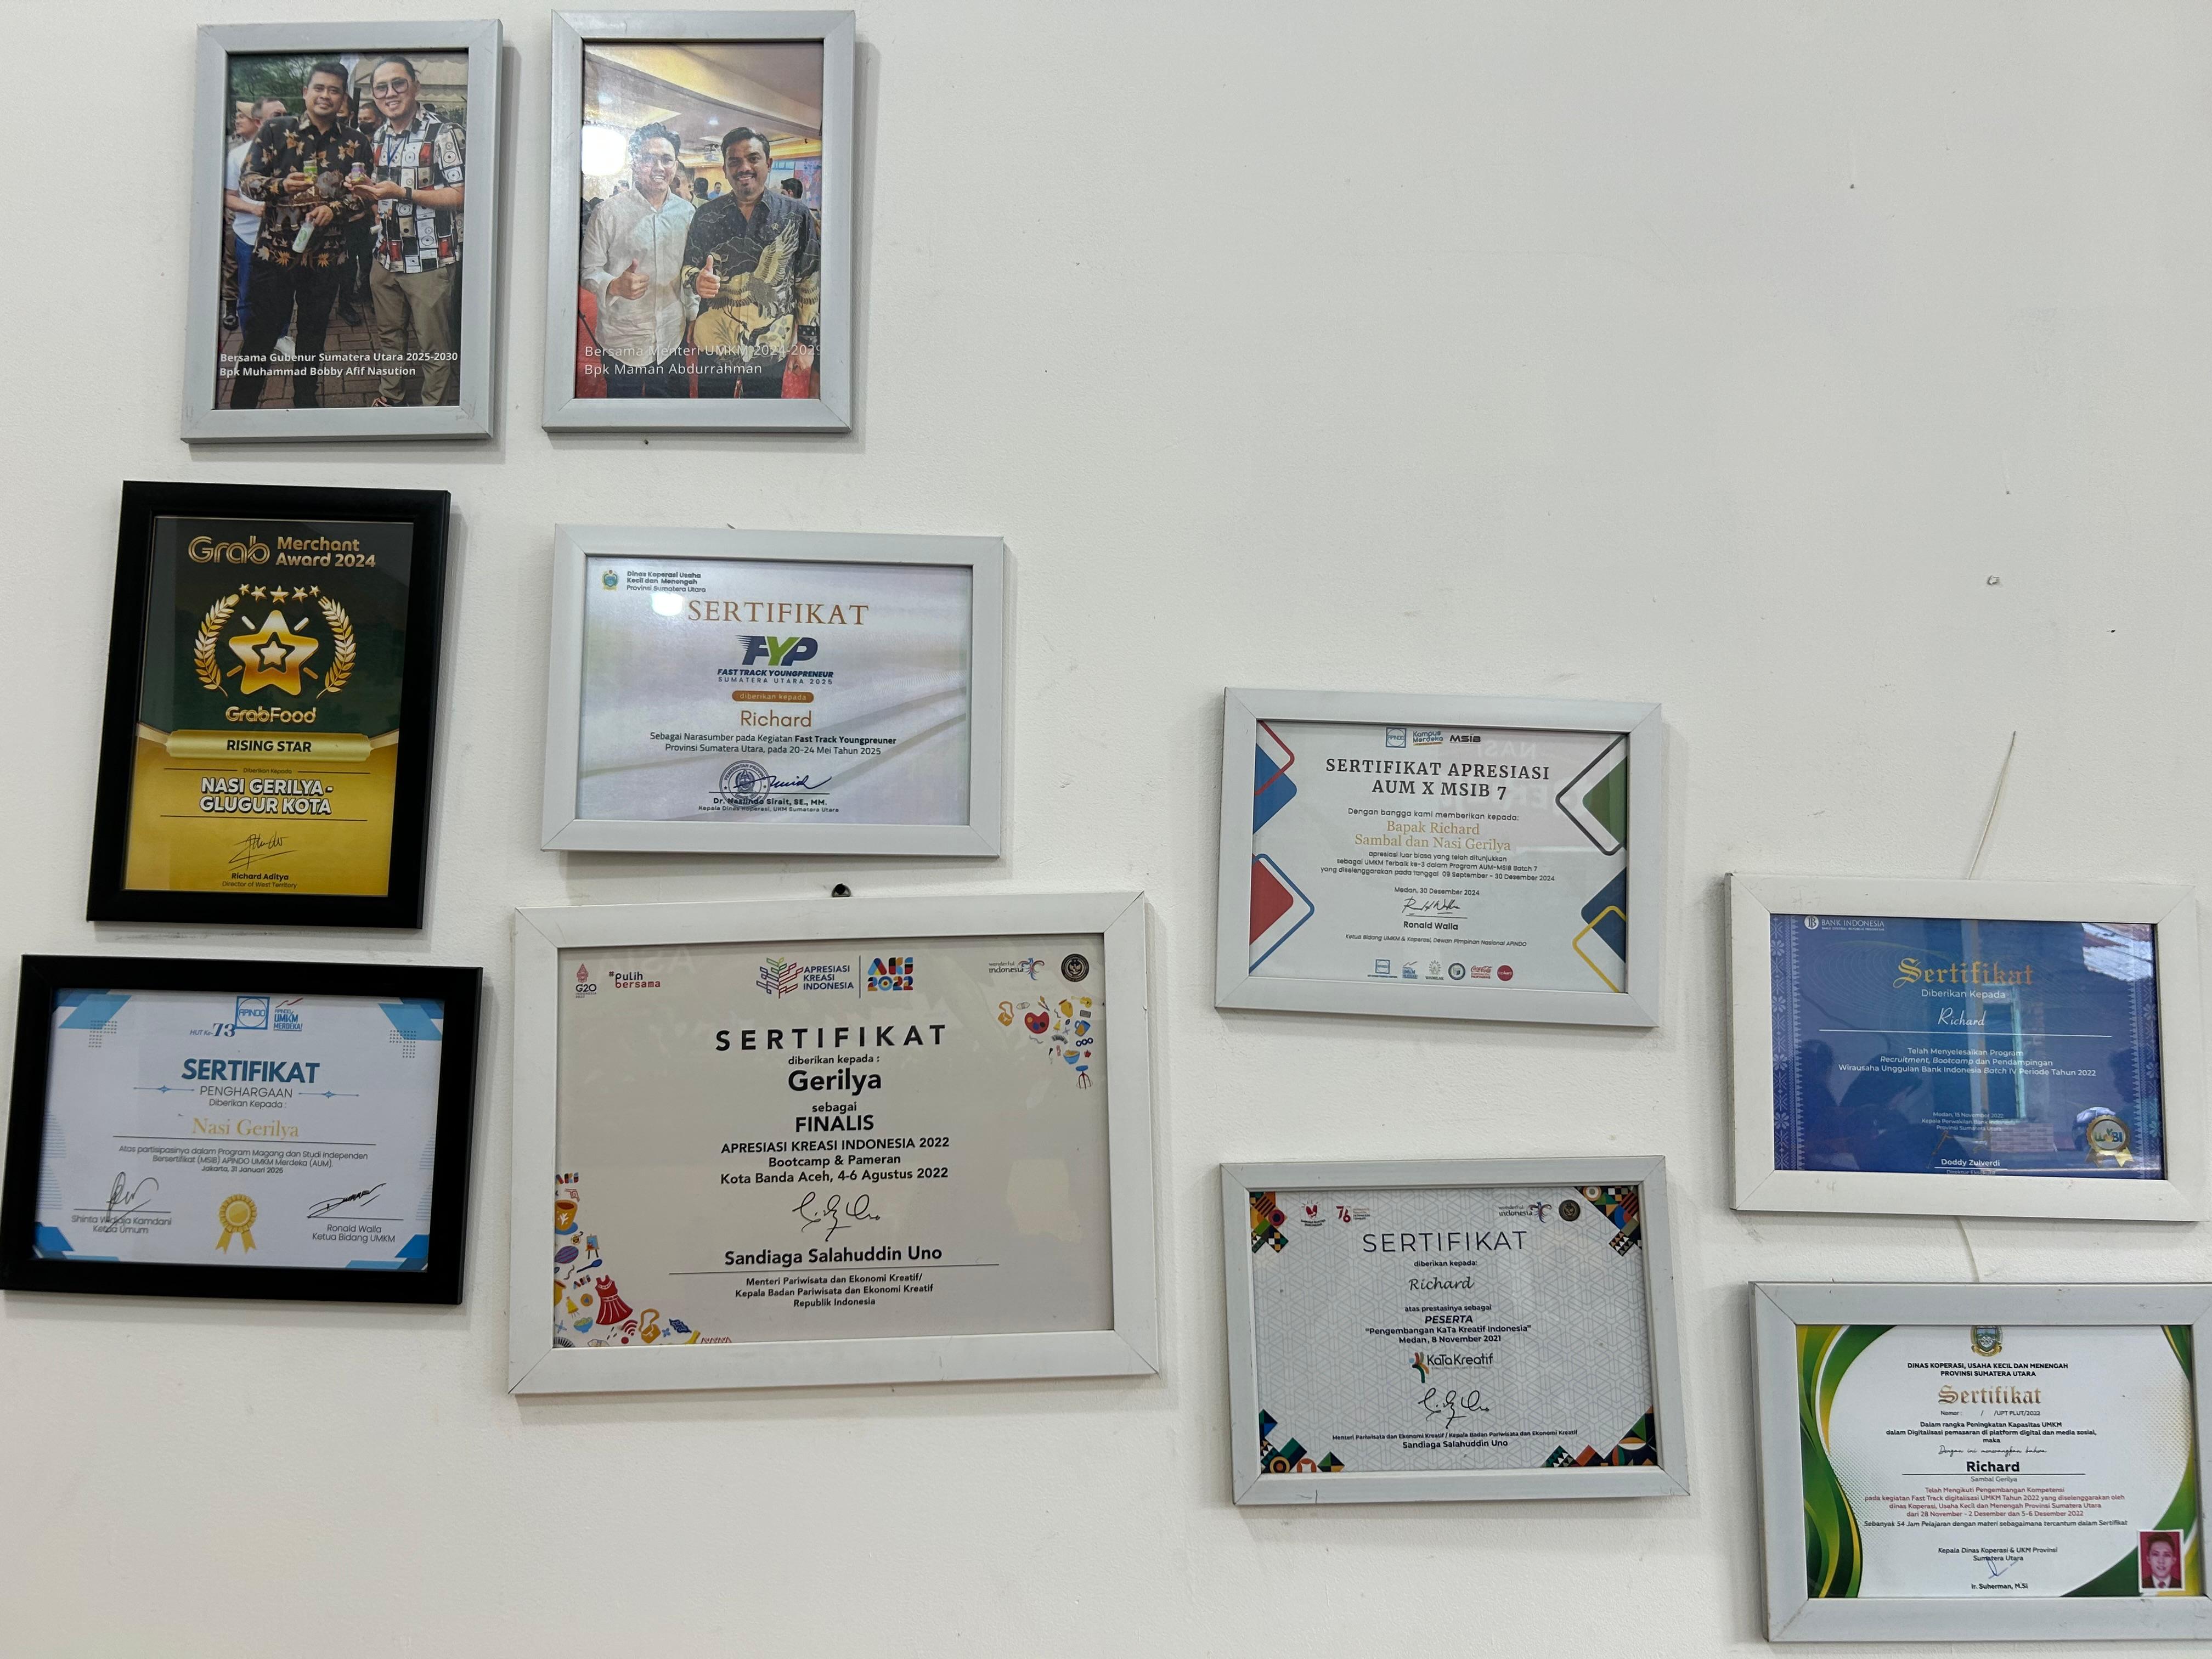 Bersama Gubenur Sumatera Utara 2025-2030
Bpk Muhammad Bobby Afif Nasution
Bersama Menteri UMKM 2024-2029
Bpk Maman Abdurrahman
Grab Merchant
Award 2024
GrabFood
RISING STAR
Diberikan Kepada
NASI GERILYA -
GLUGUR KOTA
Richard Aditya
Director of West Territory
Dinas Koperasi Usaha
Kecil dan Menengah
Provinsi Sumatera Utara
SERTIFIKAT
FYP
FAST TRACK YOUNGPRENEUR
SUMATERA UTARA 2025
diberikan kepada
Richard
Sebagai Narasumber pada Kegiatan Fast Track Youngpreuner
Provinsi Sumatera Utara, pada 20-24 Mei Tahun 2025
Dr. Naslindo Sirait, SE., MM.
Kepala Dinas Koperasi, UKM Sumatera Utara
APINDO
Kampus
Merdeka
MSIB
SERTIFIKAT APRESIASI
AUM X MSIB 7
Dengan bangga kami memberikan kepada:
Bapak Richard
Sambal dan Nasi Gerilya
apresiasi luar biasa yang telah ditunjukkan
sebagai UMKM Terbaik ke-3 dalam Program AUM-MSIB Batch 7
yang diselenggarakan pada tanggal 09 September - 30 Desember 2024
Medan, 30 Desember 2024
Ronald Walla
Ketua Bidang UMKM & Koperasi, Dewan Pimpinan Nasional APINDO
BANK INDONESIA
Sertifikat
Diberikan Kepada
Richard
Telah Menyelesaikan Program
Recruitment, Bootcamp dan Pendampingan
Wirausaha Unggulan Bank Indonesia Batch IV Periode Tahun 2022
Medan, 15 November 2022
Kepala Perwakilan Bank Indonesia
Provinsi Sumatera Utara
WUBI
Doddy Zulverdi
HUT Ke-73
APINDO
APINDO
UMKM
MERDEKA!
SERTIFIKAT
PENGHARGAAN
Diberikan Kepada :
Nasi Gerilya
Atas partisipasinya dalam Program Magang dan Studi Independen
Bersertifikat (MSIB) APINDO UMKM Merdeka (AUM).
Jakarta, 31 Januari 2025
Shinta Widjaja Kamdani
Ketua Umum
Ronald Walla
Ketua Bidang UMKM
G20
#pulih
bersama
APRESIASI
KREASI
INDONESIA
AKI
2022
wonderful
indonesia
SERTIFIKAT
diberikan kepada :
Gerilya
sebagai
FINALIS
APRESIASI KREASI INDONESIA 2022
Bootcamp & Pameran
Kota Banda Aceh, 4-6 Agustus 2022
Sandiaga Salahuddin Uno
Menteri Pariwisata dan Ekonomi Kreatif/
Kepala Badan Pariwisata dan Ekonomi Kreatif
Republik Indonesia
76
wonderful
indonesia
SERTIFIKAT
diberikan kepada:
Richard
atas prestasinya sebagai
PESERTA
"Pengembangan KaTa Kreatif Indonesia"
Medan, 8 November 2021
KaTaKreatif
Menteri Pariwisata dan Ekonomi Kreatif / Kepala Badan Pariwisata dan Ekonomi Kreatif
Sandiaga Salahuddin Uno
DINAS KOPERASI, USAHA KECIL DAN MENENGAH
PROVINSI SUMATERA UTARA
Sertifikat
Nomor : / /UPT PLUT/2022
Dalam rangka Peningkatan Kapasitas UMKM
dalam Digitalisasi pemasaran di platform digital dan media sosial,
maka
Dengan ini menerangkan bahwa
Richard
Sambal Gerilya
Telah Mengikuti Pengembangan Kompetensi
pada kegiatan Fast Track digitalisasi UMKM Tahun 2022 yang diselenggarakan oleh
dinas Koperasi, Usaha Kecil dan Menengah Provinsi Sumatera Utara
dari 28 November - 2 Desember dan 5-6 Desember 2022
Sebanyak 54 Jam Pelajaran dengan materi sebagaimana tercantum dalam Sertifikat
Kepala Dinas Koperasi & UKM Provinsi
Sumatera Utara
Ir. Suherman, M.Si